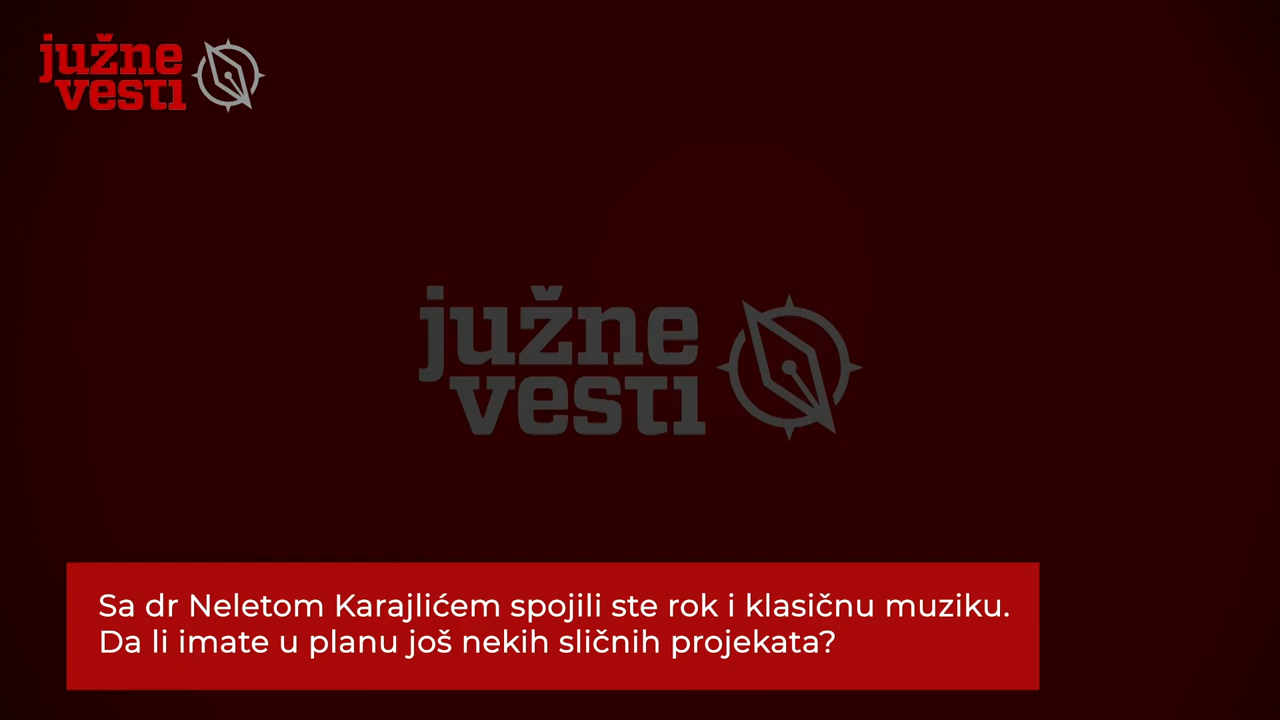 južne
vesti
južne
vesti
Sa dr Neletom Karajlićem spojili ste rok i klasičnu muziku.
Da li imate u planu još nekih sličnih projekata?